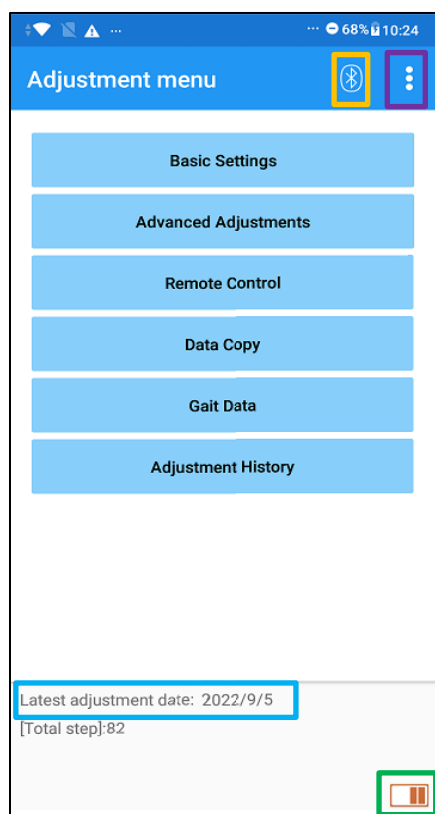 ... 68% 10:24
Adjustment menu
Basic Settings
Advanced Adjustments
Remote Control
Data Copy
Gait Data
Adjustment History
Latest adjustment date: 2022/9/5
[Total step]:82